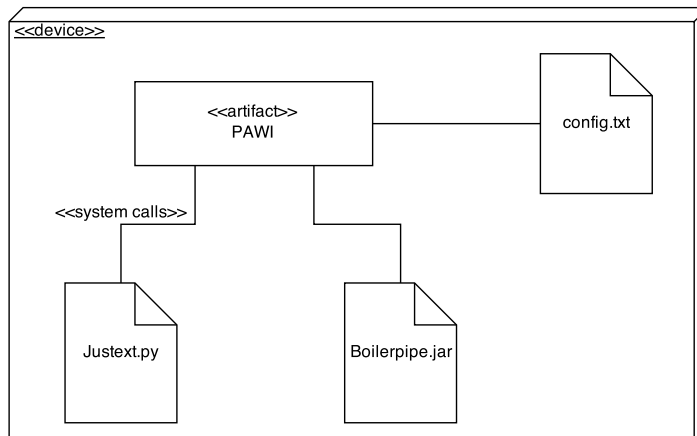 <<device>>
<<artifact>>
PAWI
config.txt
<<system calls>>
Justext.py
Boilerpipe.jar